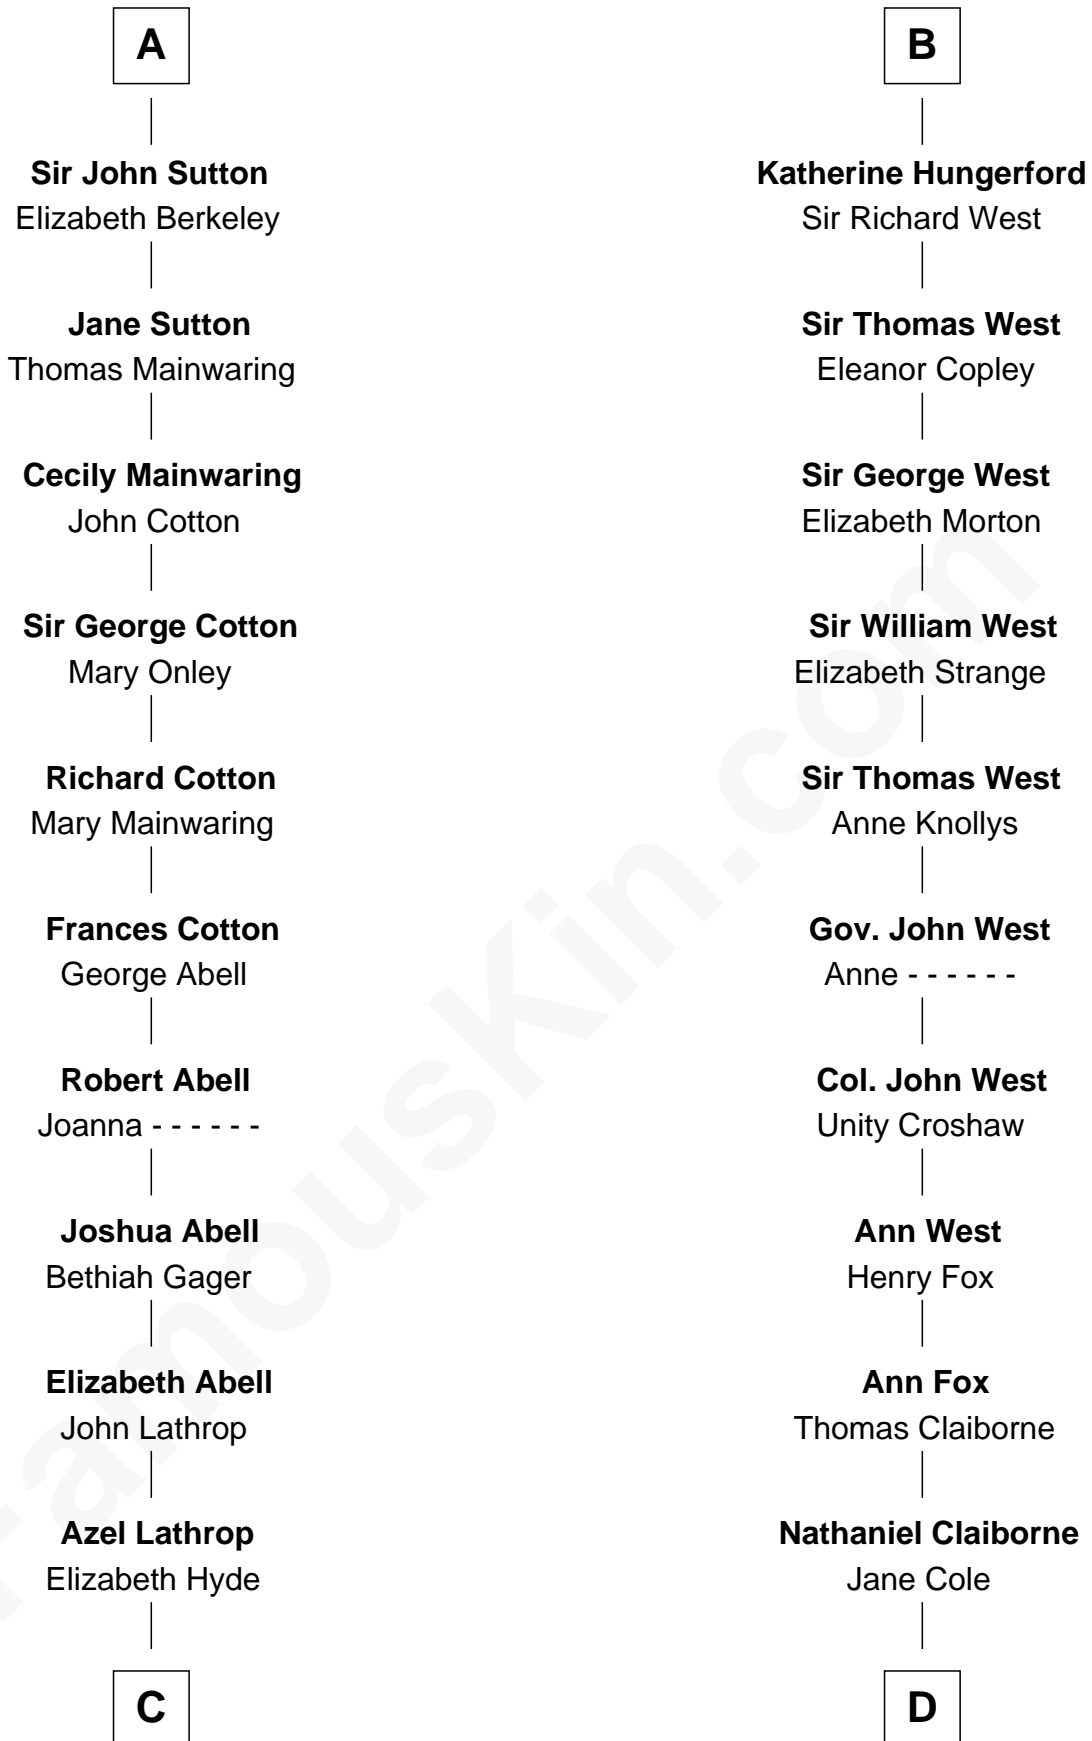 A
Sir John Sutton
Elizabeth Berkeley
Jane Sutton
Thomas Mainwaring
Cecily Mainwaring
John Cotton
Sir George Cotton
Mary Onley
Richard Cotton
Mary Mainwaring
Frances Cotton
George Abell
Robert Abell
Joanna - - - - - -
Joshua Abell
Bethiah Gager
Elizabeth Abell
John Lathrop
Azel Lathrop
Elizabeth Hyde
C
B
Katherine Hungerford
Sir Richard West
Sir Thomas West
Eleanor Copley
Sir George West
Elizabeth Morton
Sir William West
Elizabeth Strange
Sir Thomas West
Anne Knollys
Gov. John West
Anne - - - - - -
Col. John West
Unity Croshaw
Ann West
Henry Fox
Ann Fox
Thomas Claiborne
Nathaniel Claiborne
Jane Cole
D
FamousKin.com